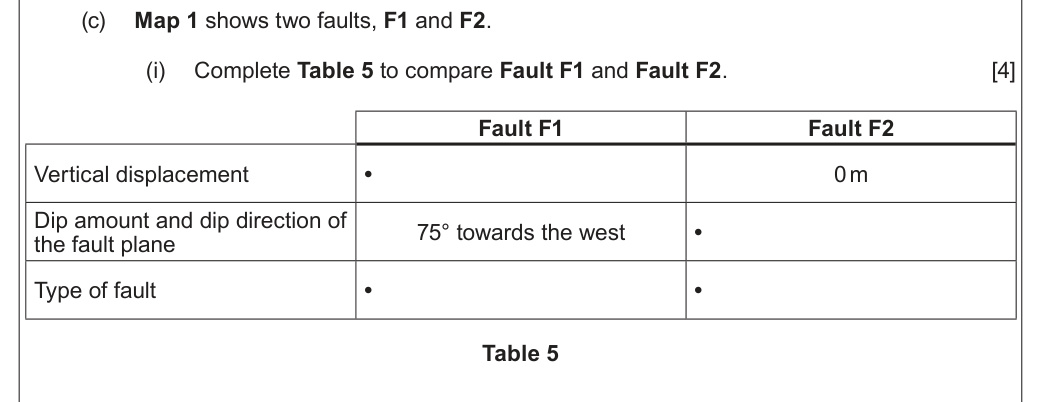 (c) Map 1 shows two faults, F1 and F2.
(i) Complete Table 5 to compare Fault F1 and Fault F2. [4]
Fault F1 Fault F2
Vertical displacement • 0 m
Dip amount and dip direction of
the fault plane 75° towards the west •
Type of fault • •
Table 5